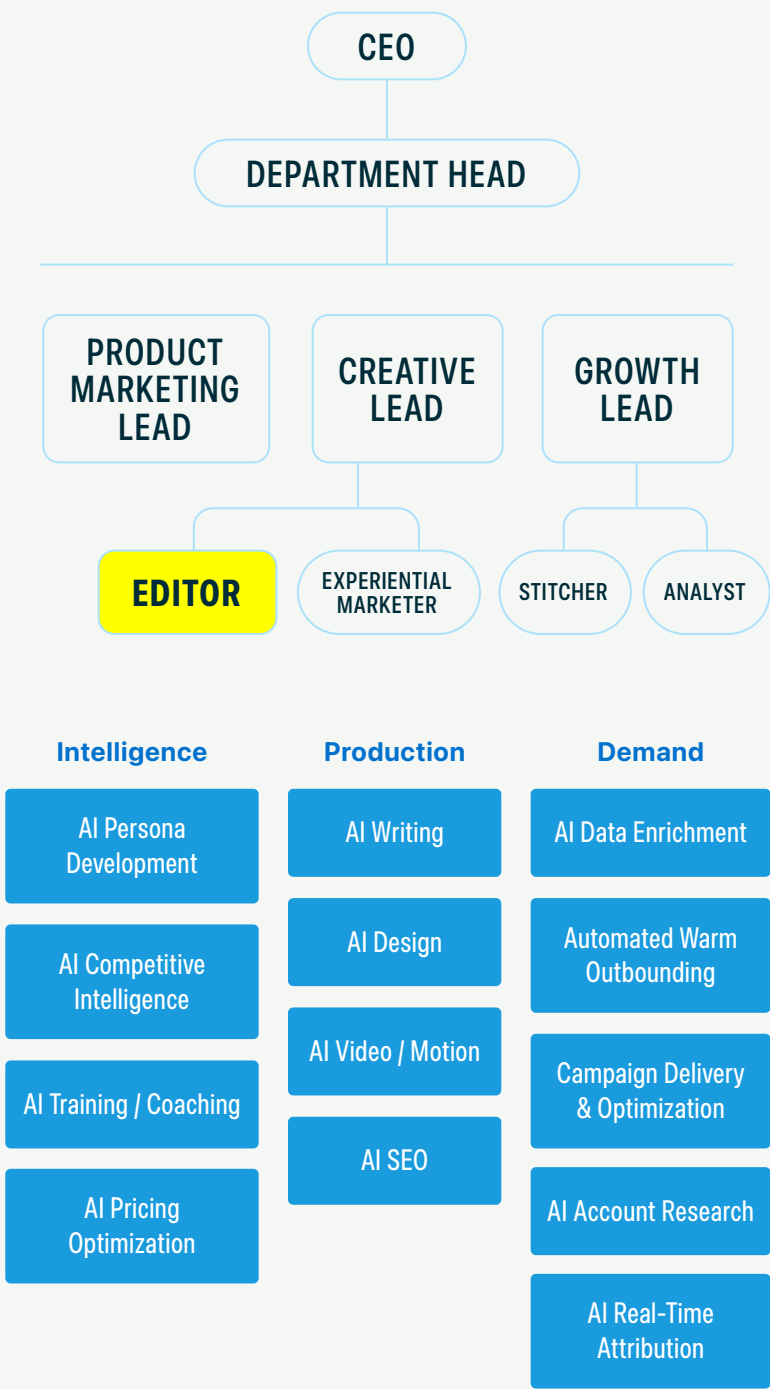 CEO
DEPARTMENT HEAD
PRODUCT
MARKETING
LEAD
CREATIVE
LEAD
GROWTH
LEAD
EDITOR
EXPERIENTIAL
MARKETER
STITCHER
ANALYST
Intelligence
AI Persona
Development
AI Competitive
Intelligence
AI Training / Coaching
AI Pricing
Optimization
Production
AI Writing
AI Design
AI Video / Motion
AI SEO
Demand
AI Data Enrichment
Automated Warm
Outbounding
Campaign Delivery
& Optimization
AI Account Research
AI Real-Time
Attribution